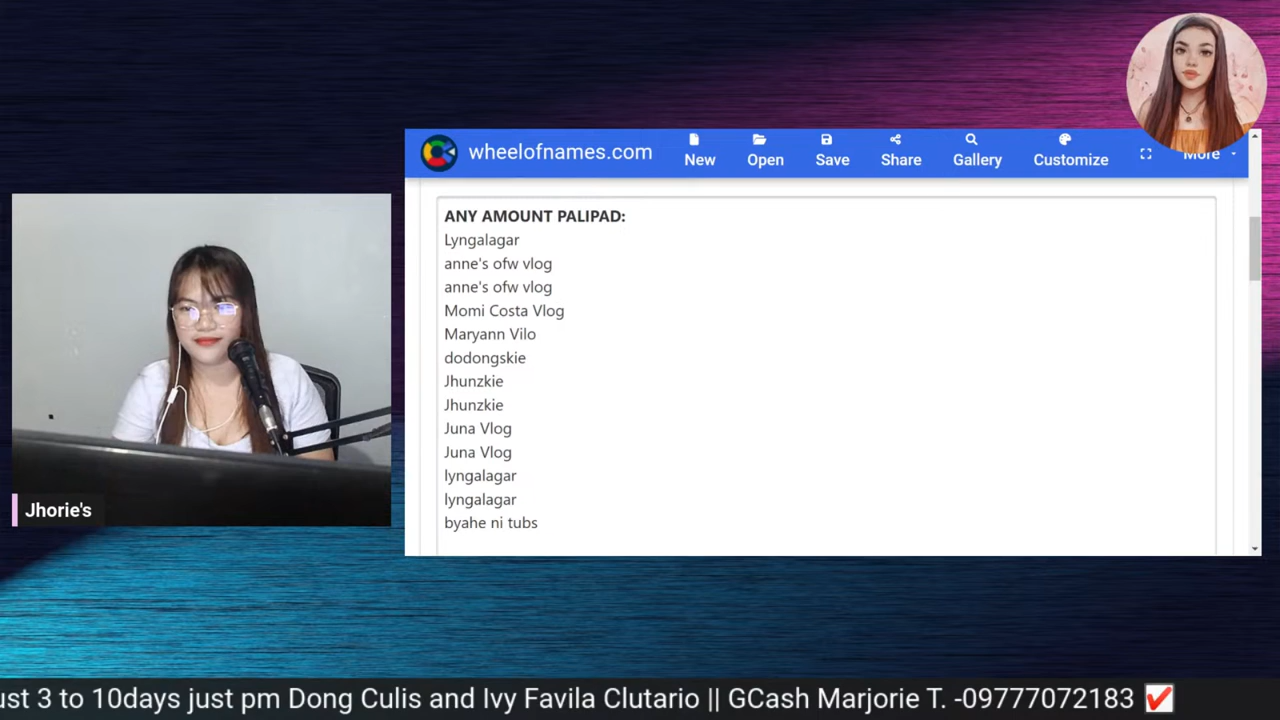 wheelofnames.com
New
Open
Save
Share
Gallery
Customize
More
ANY AMOUNT PALIPAD:
Lyngalagar
anne's ofw vlog
anne's ofw vlog
Momi Costa Vlog
Maryann Vilo
dodongskie
Jhunzkie
Jhunzkie
Juna Vlog
Juna Vlog
lyngalagar
lyngalagar
byahe ni tubs
Jhorie's
ust 3 to 10days just pm Dong Culis and Ivy Favila Clutario || GCash Marjorie T. -09777072183 ✅